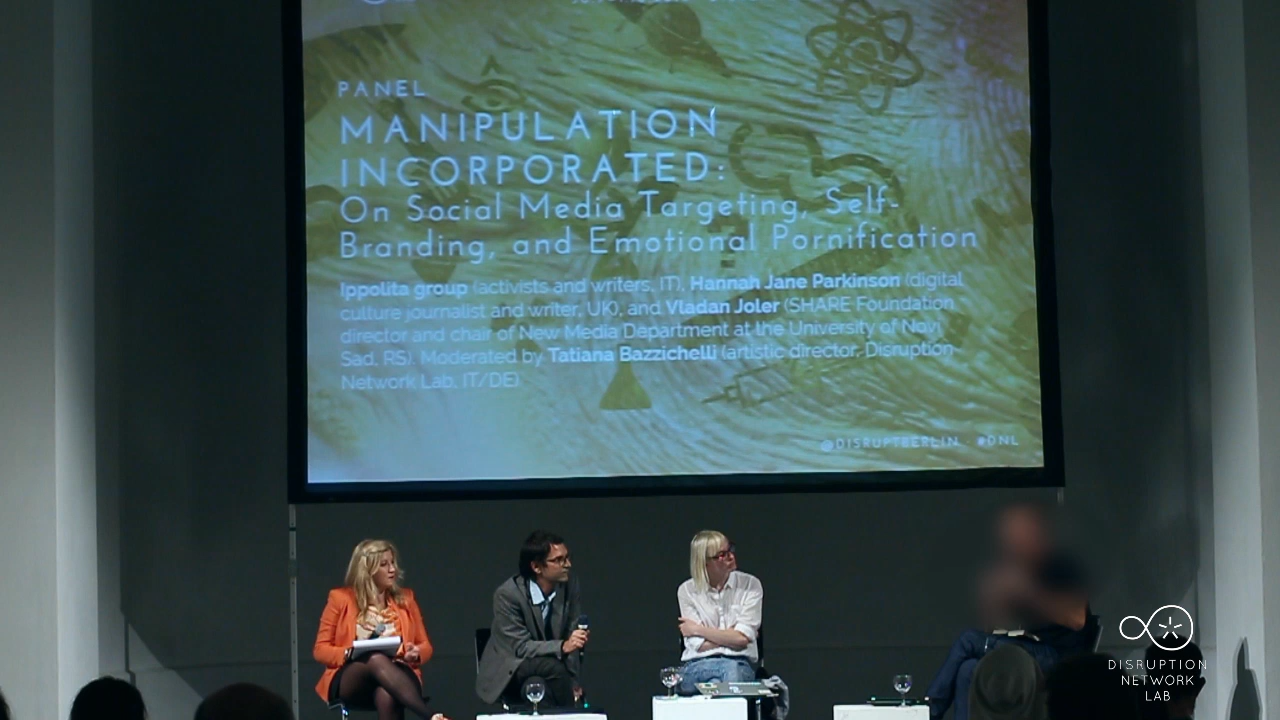 PANEL
MANIPULATION
INCORPORATED:
On Social Media Targeting, Self-
Branding, and Emotional Pornification
Ippolita group (activists and writers, IT), Hannah Jane Parkinson (digital
culture journalist and writer, UK), and Vladan Joler (SHARE Foundation
director and chair of New Media Department at the University of Novi
Sad, RS). Moderated by Tatiana Bazzichelli (artistic director, Disruption
Network Lab, IT/DE)
@DISRUPTBERLIN #DNL
DISRUPTION
NETWORK
LAB